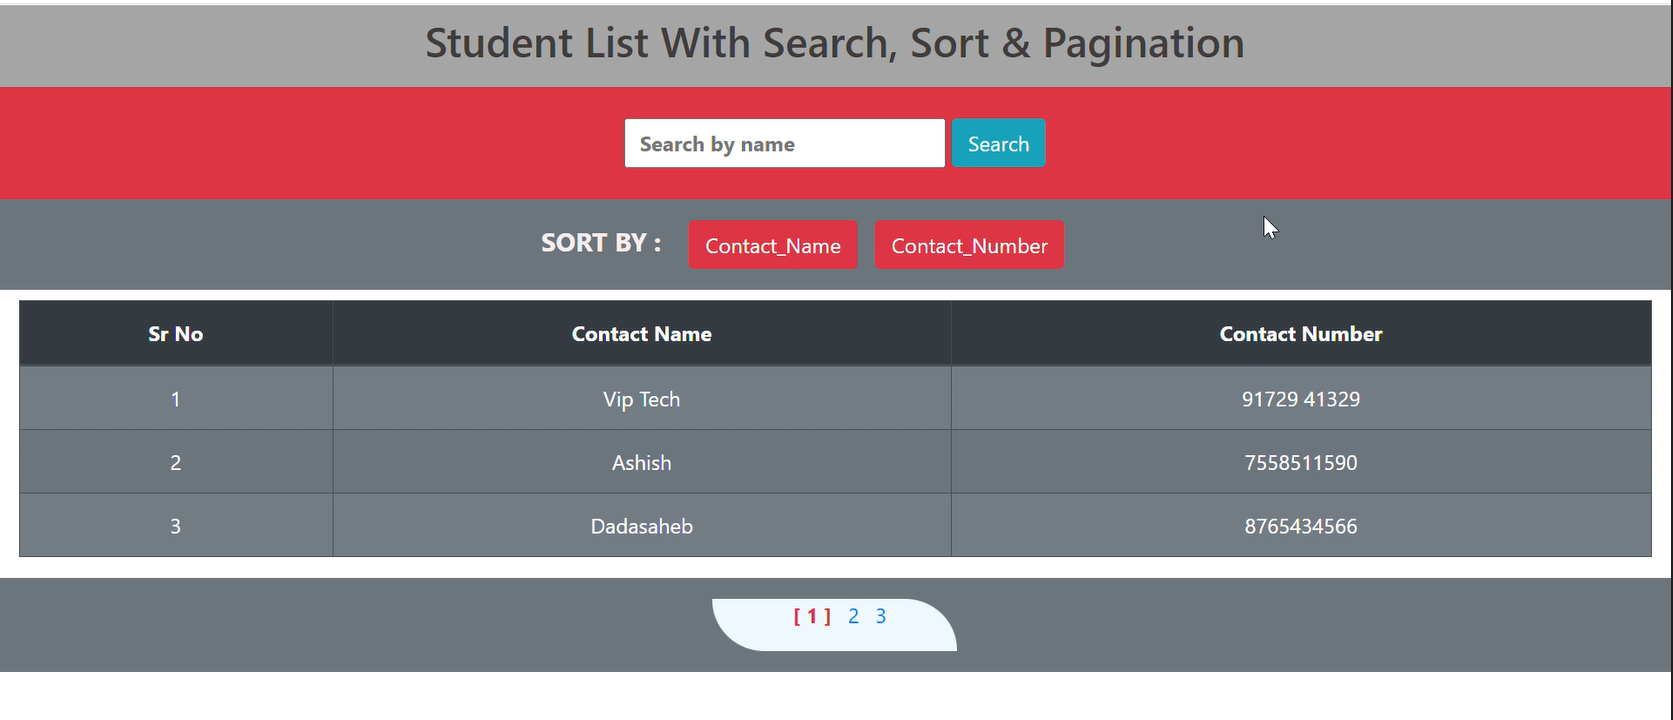 Student List With Search, Sort & Pagination
Search by name Search
SORT BY : Contact_Name Contact_Number
Sr No Contact Name Contact Number
1 Vip Tech 91729 41329
2 Ashish 7558511590
3 Dadasaheb 8765434566
[ 1 ] 2 3